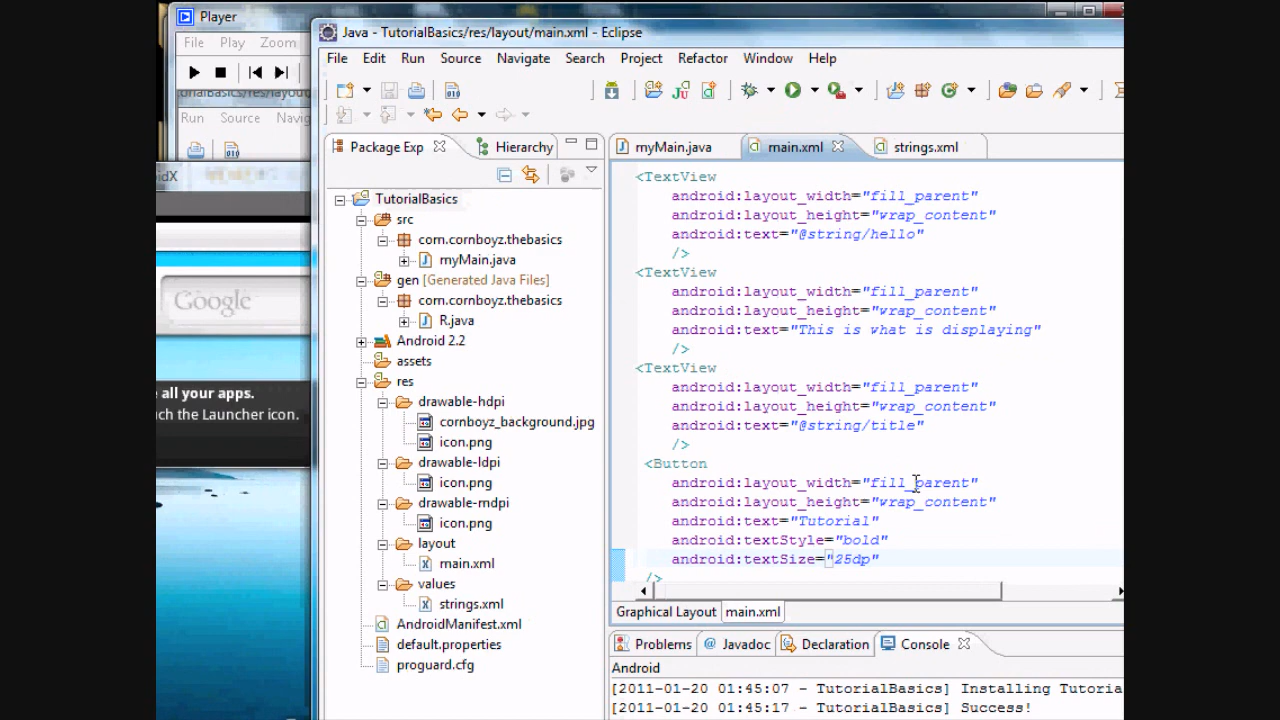 Player
File Play Zoom
Run Source Navig
Google
all your apps.
ch the Launcher icon.
Java - TutorialBasics/res/layout/main.xml - Eclipse
File Edit Run Source Navigate Search Project Refactor Window Help
Package Exp
Hierarchy
myMain.java
main.xml
strings.xml
TutorialBasics
src
com.cornboyz.thebasics
myMain.java
gen [Generated Java Files]
com.cornboyz.thebasics
R.java
Android 2.2
assets
res
drawable-hdpi
cornboyz_background.jpg
icon.png
drawable-ldpi
icon.png
drawable-mdpi
icon.png
layout
main.xml
values
strings.xml
AndroidManifest.xml
default.properties
proguard.cfg
<TextView
android:layout_width="fill_parent"
android:layout_height="wrap_content"
android:text="@string/hello"
/>
<TextView
android:layout_width="fill_parent"
android:layout_height="wrap_content"
android:text="This is what is displaying"
/>
<TextView
android:layout_width="fill_parent"
android:layout_height="wrap_content"
android:text="@string/title"
/>
<Button
android:layout_width="fill_parent"
android:layout_height="wrap_content"
android:text="Tutorial"
android:textStyle="bold"
android:textSize="25dp"
/>
Graphical Layout
main.xml
Problems
@ Javadoc
Declaration
Console
Android
[2011-01-20 01:45:07 - TutorialBasics] Installing Tutoria
[2011-01-20 01:45:17 - TutorialBasics] Success!